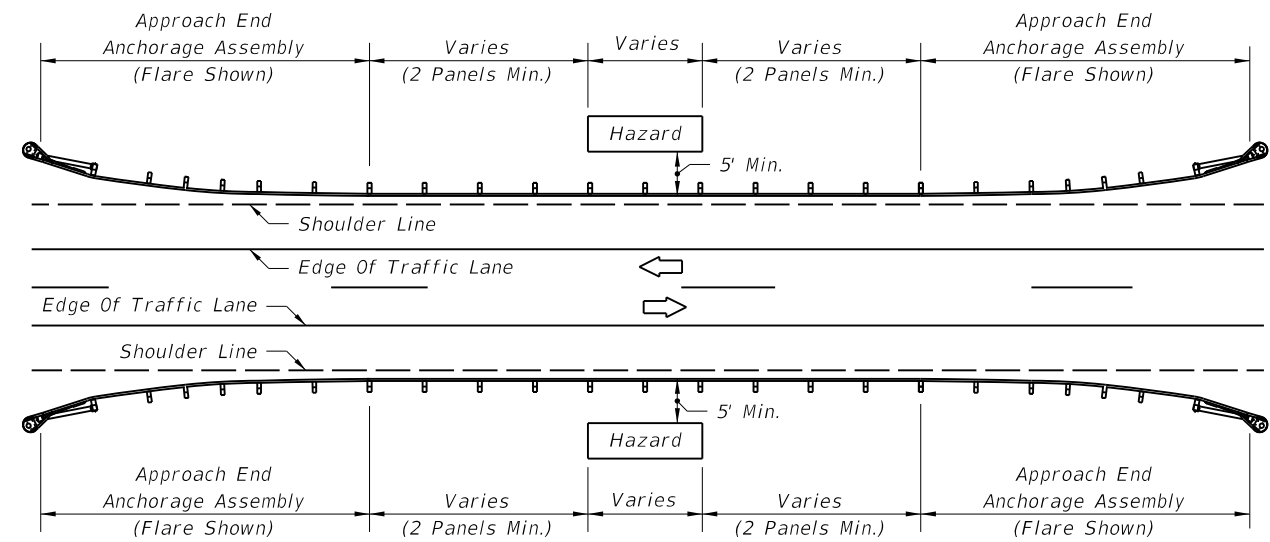 Approach End
Anchorage Assembly
(Flare Shown)
Varies
(2 Panels Min.)
Varies
Varies
(2 Panels Min.)
Approach End
Anchorage Assembly
(Flare Shown)
Hazard
5' Min.
Shoulder Line
Edge Of Traffic Lane
Edge Of Traffic Lane
Shoulder Line
5' Min.
Hazard
Approach End
Anchorage Assembly
(Flare Shown)
Varies
(2 Panels Min.)
Varies
Varies
(2 Panels Min.)
Approach End
Anchorage Assembly
(Flare Shown)